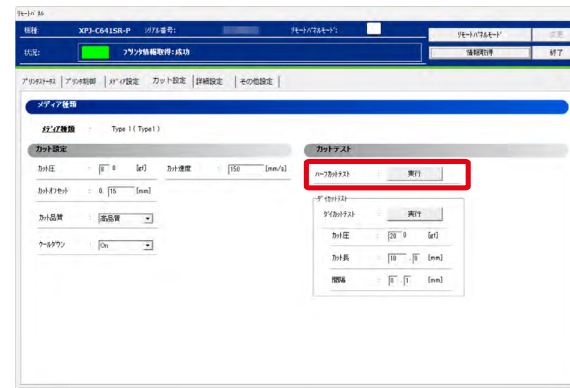 ﾘﾓｰﾄﾊﾟﾈﾙ
機種: XPJ-C641SR-P ｼﾘｱﾙ番号: ﾘﾓｰﾄﾊﾟﾈﾙﾓｰﾄﾞ: ﾘﾓｰﾄﾊﾟﾈﾙﾓｰﾄﾞ 変更
状況: ﾌﾟﾘﾝﾀ情報取得:成功 情報取得 終了
ﾌﾟﾘﾝﾀｽﾃｰﾀｽ ﾌﾟﾘﾝﾀ制御 ﾒﾃﾞｨｱ設定 カット設定 詳細設定 その他設定
メディア種類
ﾒﾃﾞｨｱ種類 : Type 1 ( Type1 )
カット設定 カットテスト
ｶｯﾄ圧 : 8 0 [gf] ｶｯﾄ速度 : 150 [mm/s] ﾊｰﾌｶｯﾄﾃｽﾄ : 実行
ｶｯﾄｵﾌｾｯﾄ : 0. 15 [mm] ﾀﾞｲｶｯﾄﾃｽﾄ
ｶｯﾄ品質 : 高品質 ﾀﾞｲｶｯﾄﾃｽﾄ : 実行
ｸｰﾙﾀﾞｳﾝ : On ｶｯﾄ圧 : 20 0 [gf]
ｶｯﾄ長 : 10 . 0 [mm]
間隔 : 0 . 1 [mm]